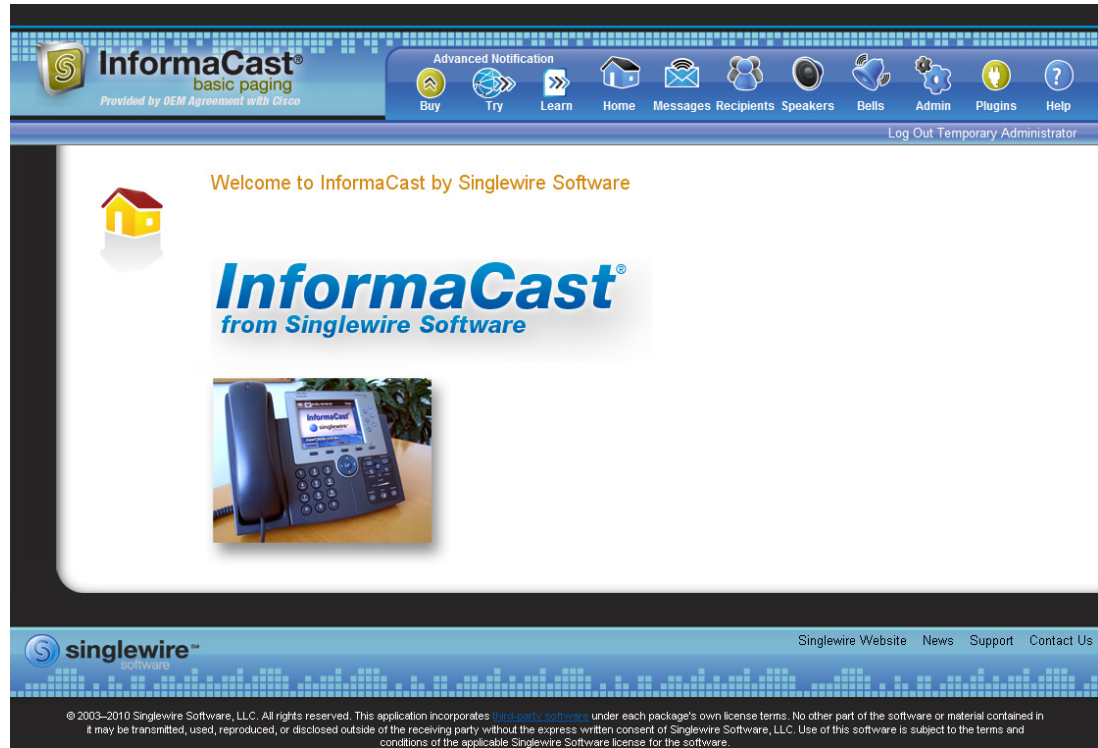 InformaCast®
basic paging
Provided by OEM Agreement with Cisco
Advanced Notification
Buy Try Learn Home Messages Recipients Speakers Bells Admin Plugins Help
Log Out Temporary Administrator
Welcome to InformaCast by Singlewire Software
InformaCast®
from Singlewire Software
InformaCast
singlewire
singlewire℠
software
Singlewire Website News Support Contact Us
© 2003–2010 Singlewire Software, LLC. All rights reserved. This application incorporates third-party software under each package's own license terms. No other part of the software or material contained in
it may be transmitted, used, reproduced, or disclosed outside of the receiving party without the express written consent of Singlewire Software, LLC. Use of this software is subject to the terms and
conditions of the applicable Singlewire Software license for the software.